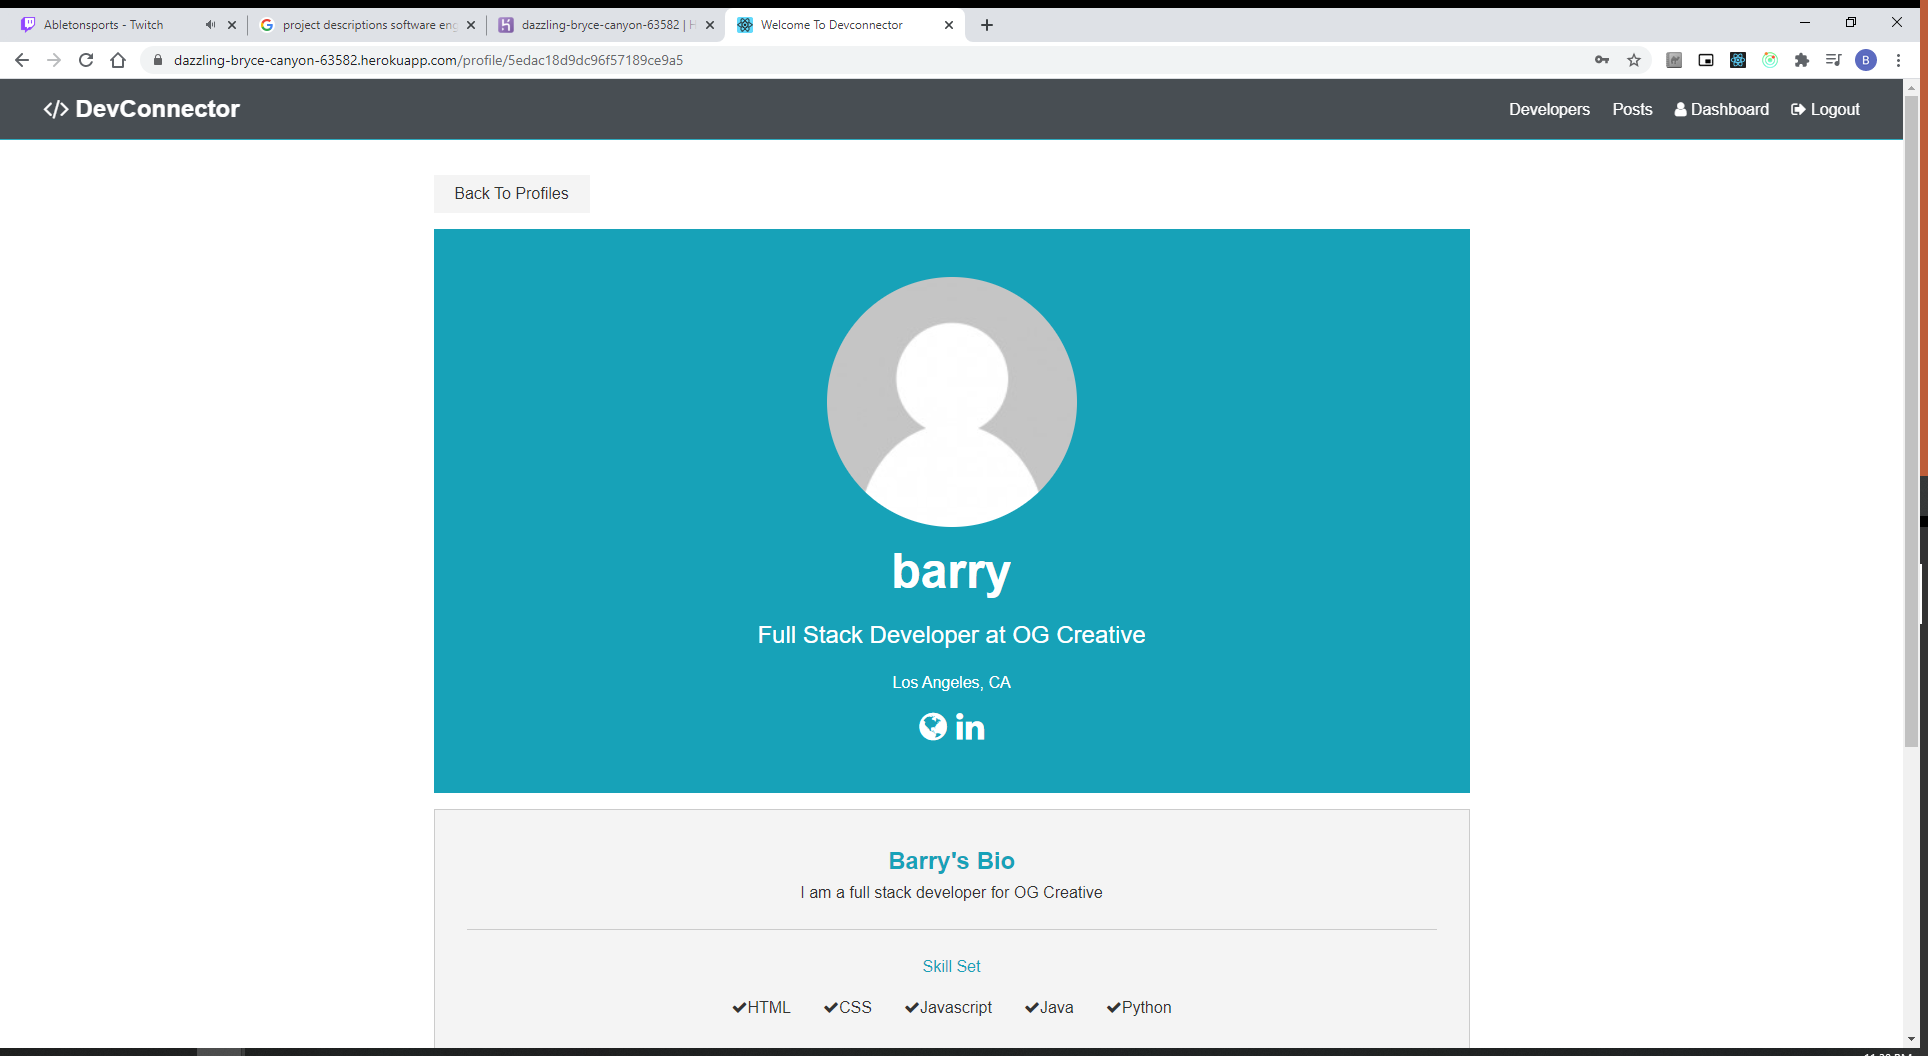 Abletonsports - Twitch
project descriptions software eng
dazzling-bryce-canyon-63582 | H
Welcome To Devconnector
dazzling-bryce-canyon-63582.herokuapp.com/profile/5edac18d9dc96f57189ce9a5
B
</> DevConnector
Developers
Posts
Dashboard
Logout
Back To Profiles
barry
Full Stack Developer at OG Creative
Los Angeles, CA
in
Barry's Bio
I am a full stack developer for OG Creative
Skill Set
HTML CSS Javascript Java Python